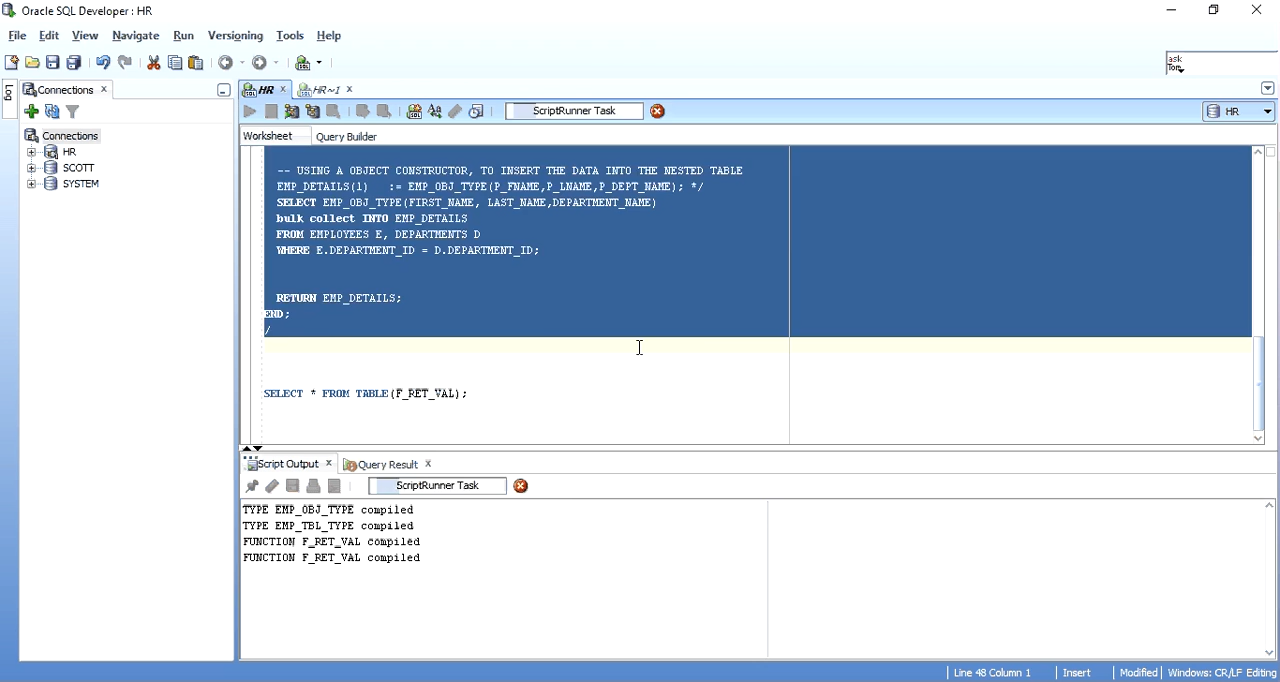 Oracle SQL Developer : HR
File Edit View Navigate Run Versioning Tools Help
ask
Tom
Log
Connections
HR
HR~1
ScriptRunner Task
HR
Connections
HR
SCOTT
SYSTEM
Worksheet Query Builder
-- USING A OBJECT CONSTRUCTOR, TO INSERT THE DATA INTO THE NESTED TABLE
EMP_DETAILS(1) := EMP_OBJ_TYPE(P_FNAME,P_LNAME,P_DEPT_NAME); */
SELECT EMP_OBJ_TYPE(FIRST_NAME, LAST_NAME,DEPARTMENT_NAME)
bulk collect INTO EMP_DETAILS
FROM EMPLOYEES E, DEPARTMENTS D
WHERE E.DEPARTMENT_ID = D.DEPARTMENT_ID;
RETURN EMP_DETAILS;
END;
/
SELECT * FROM TABLE(F_RET_VAL);
Script Output Query Result
ScriptRunner Task
TYPE EMP_OBJ_TYPE compiled
TYPE EMP_TBL_TYPE compiled
FUNCTION F_RET_VAL compiled
FUNCTION F_RET_VAL compiled
Line 48 Column 1 Insert Modified Windows: CR/LF Editing